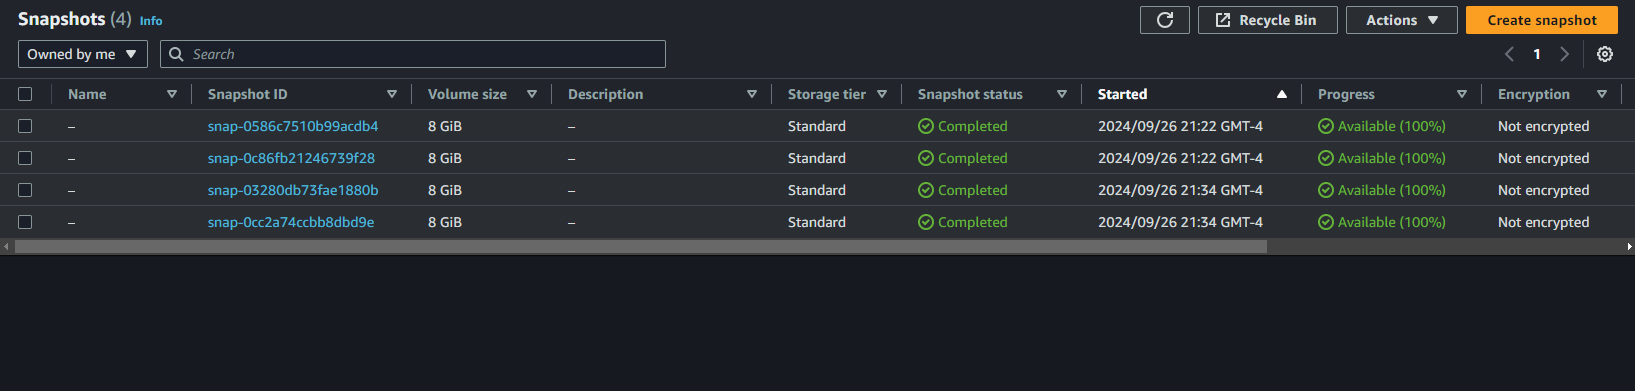 Snapshots (4) Info Recycle Bin Actions Create snapshot
Owned by me Search 1
Name Snapshot ID Volume size Description Storage tier Snapshot status Started Progress Encryption
– snap-0586c7510b99acdb4 8 GiB – Standard Completed 2024/09/26 21:22 GMT-4 Available (100%) Not encrypted
– snap-0c86fb21246739f28 8 GiB – Standard Completed 2024/09/26 21:22 GMT-4 Available (100%) Not encrypted
– snap-03280db73fae1880b 8 GiB – Standard Completed 2024/09/26 21:34 GMT-4 Available (100%) Not encrypted
– snap-0cc2a74ccbb8dbd9e 8 GiB – Standard Completed 2024/09/26 21:34 GMT-4 Available (100%) Not encrypted